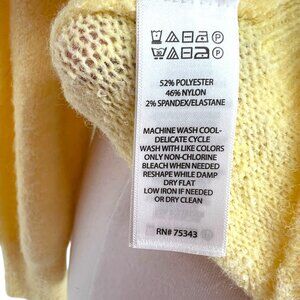 52% POLYESTER
46% NYLON
2% SPANDEX/ELASTANE
MACHINE WASH COOL-
DELICATE CYCLE
WASH WITH LIKE COLORS
ONLY NON-CHLORINE
BLEACH WHEN NEEDED
RESHAPE WHILE DAMP
DRY FLAT
LOW IRON IF NEEDED
OR DRY CLEAN
RN# 75343